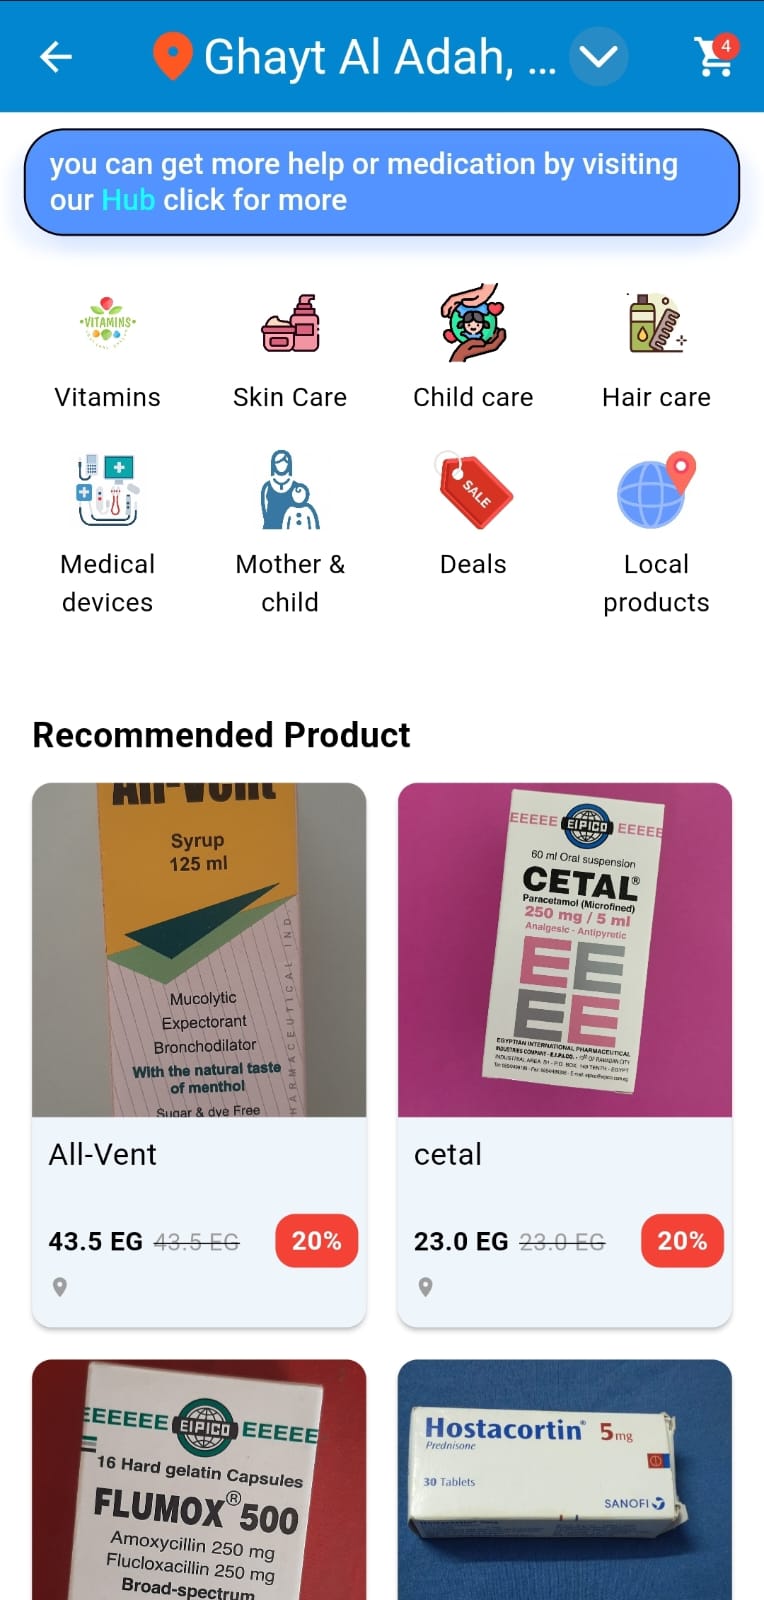 Ghayt Al Adah, ...
4
you can get more help or medication by visiting
our Hub click for more
VITAMINS
Vitamins
Skin Care
Child care
Hair care
SALE
Medical
devices
Mother &
child
Deals
Local
products
Recommended Product
All-Vent
Syrup
125 ml
Mucolytic
Expectorant
Bronchodilator
With the natural taste
of menthol
Sugar & dye Free
HARMACEUTICAL IND
EEEEE EIPICO EEEEE
60 ml Oral suspension
CETAL®
Paracetamol (Microfined)
250 mg / 5 ml
Analgesic - Antipyretic
EE
EE
EGYPTIAN INTERNATIONAL PHARMACEUTICAL
All-Vent
43.5 EG 43.5 EG 20%
cetal
23.0 EG 23.0 EG 20%
EEEEEE EIPICO EEEEE
16 Hard gelatin Capsules
FLUMOX® 500
Amoxycillin 250 mg
Flucloxacillin 250 mg
Broad-spectrum
Hostacortin® 5mg
Prednisone
30 Tablets
SANOFI